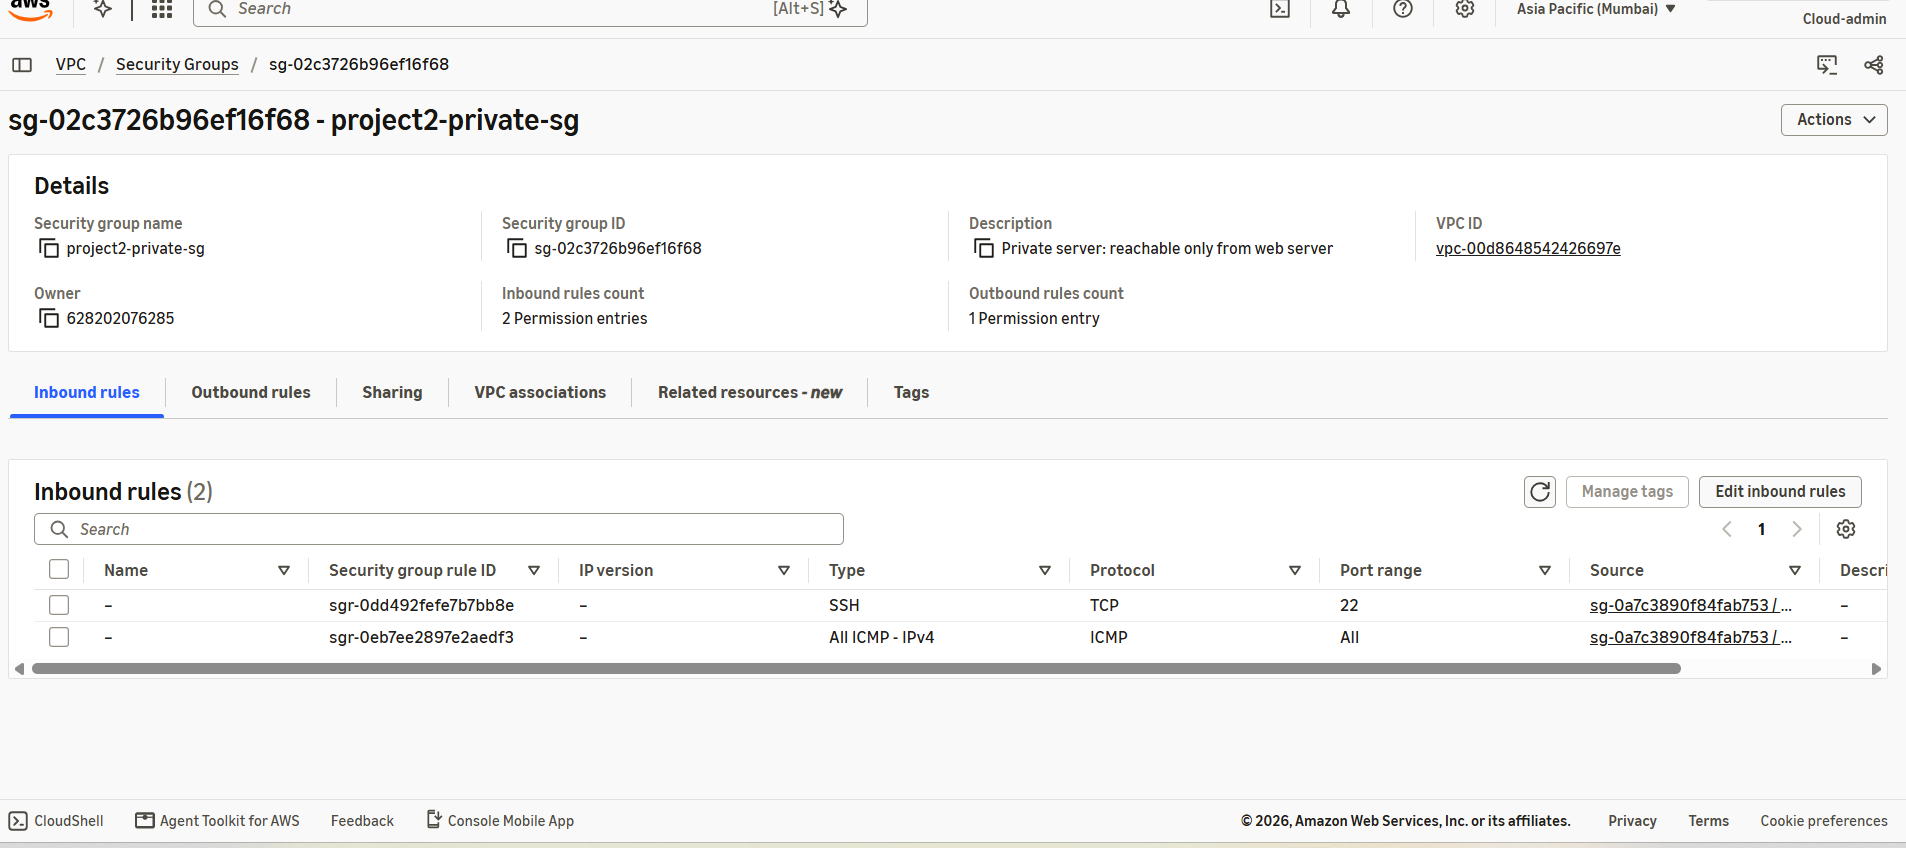 aws
Search [Alt+S]
Asia Pacific (Mumbai)
Cloud-admin
VPC / Security Groups / sg-02c3726b96ef16f68
sg-02c3726b96ef16f68 - project2-private-sg
Actions
Details
Security group name
project2-private-sg
Security group ID
sg-02c3726b96ef16f68
Description
Private server: reachable only from web server
VPC ID
vpc-00d8648542426697e
Owner
628202076285
Inbound rules count
2 Permission entries
Outbound rules count
1 Permission entry
Inbound rules Outbound rules Sharing VPC associations Related resources - new Tags
Inbound rules (2)
Manage tags Edit inbound rules
Search
1
Name Security group rule ID IP version Type Protocol Port range Source Descri
– sgr-0dd492fefe7b7bb8e – SSH TCP 22 sg-0a7c3890f84fab753 / ... –
– sgr-0eb7ee2897e2aedf3 – All ICMP - IPv4 ICMP All sg-0a7c3890f84fab753 / ... –
CloudShell Agent Toolkit for AWS Feedback Console Mobile App © 2026, Amazon Web Services, Inc. or its affiliates. Privacy Terms Cookie preferences